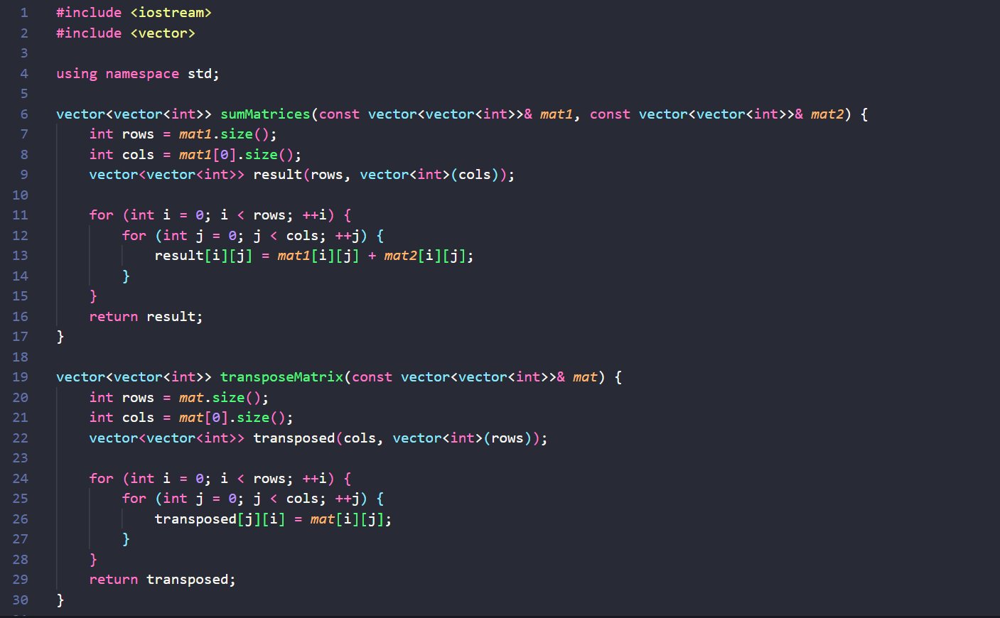 1 #include <iostream>
2 #include <vector>
3
4 using namespace std;
5
6 vector<vector<int>> sumMatrices(const vector<vector<int>>& mat1, const vector<vector<int>>& mat2) {
7     int rows = mat1.size();
8     int cols = mat1[0].size();
9     vector<vector<int>> result(rows, vector<int>(cols));
10
11     for (int i = 0; i < rows; ++i) {
12         for (int j = 0; j < cols; ++j) {
13             result[i][j] = mat1[i][j] + mat2[i][j];
14         }
15     }
16     return result;
17 }
18
19 vector<vector<int>> transposeMatrix(const vector<vector<int>>& mat) {
20     int rows = mat.size();
21     int cols = mat[0].size();
22     vector<vector<int>> transposed(cols, vector<int>(rows));
23
24     for (int i = 0; i < rows; ++i) {
25         for (int j = 0; j < cols; ++j) {
26             transposed[j][i] = mat[i][j];
27         }
28     }
29     return transposed;
30 }